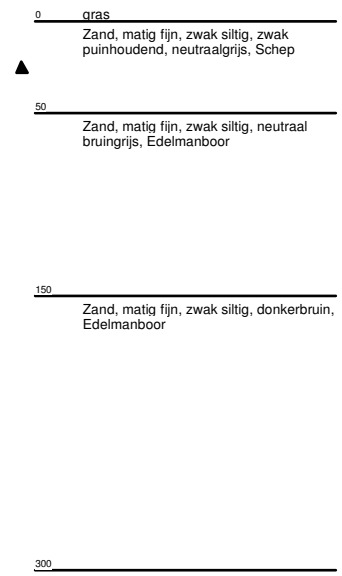 0 gras
Zand, matig fijn, zwak siltig, zwak
puinhoudend, neutraalgrijs, Schep
50
Zand, matig fijn, zwak siltig, neutraal
bruingrijs, Edelmanboor
150
Zand, matig fijn, zwak siltig, donkerbruin,
Edelmanboor
300